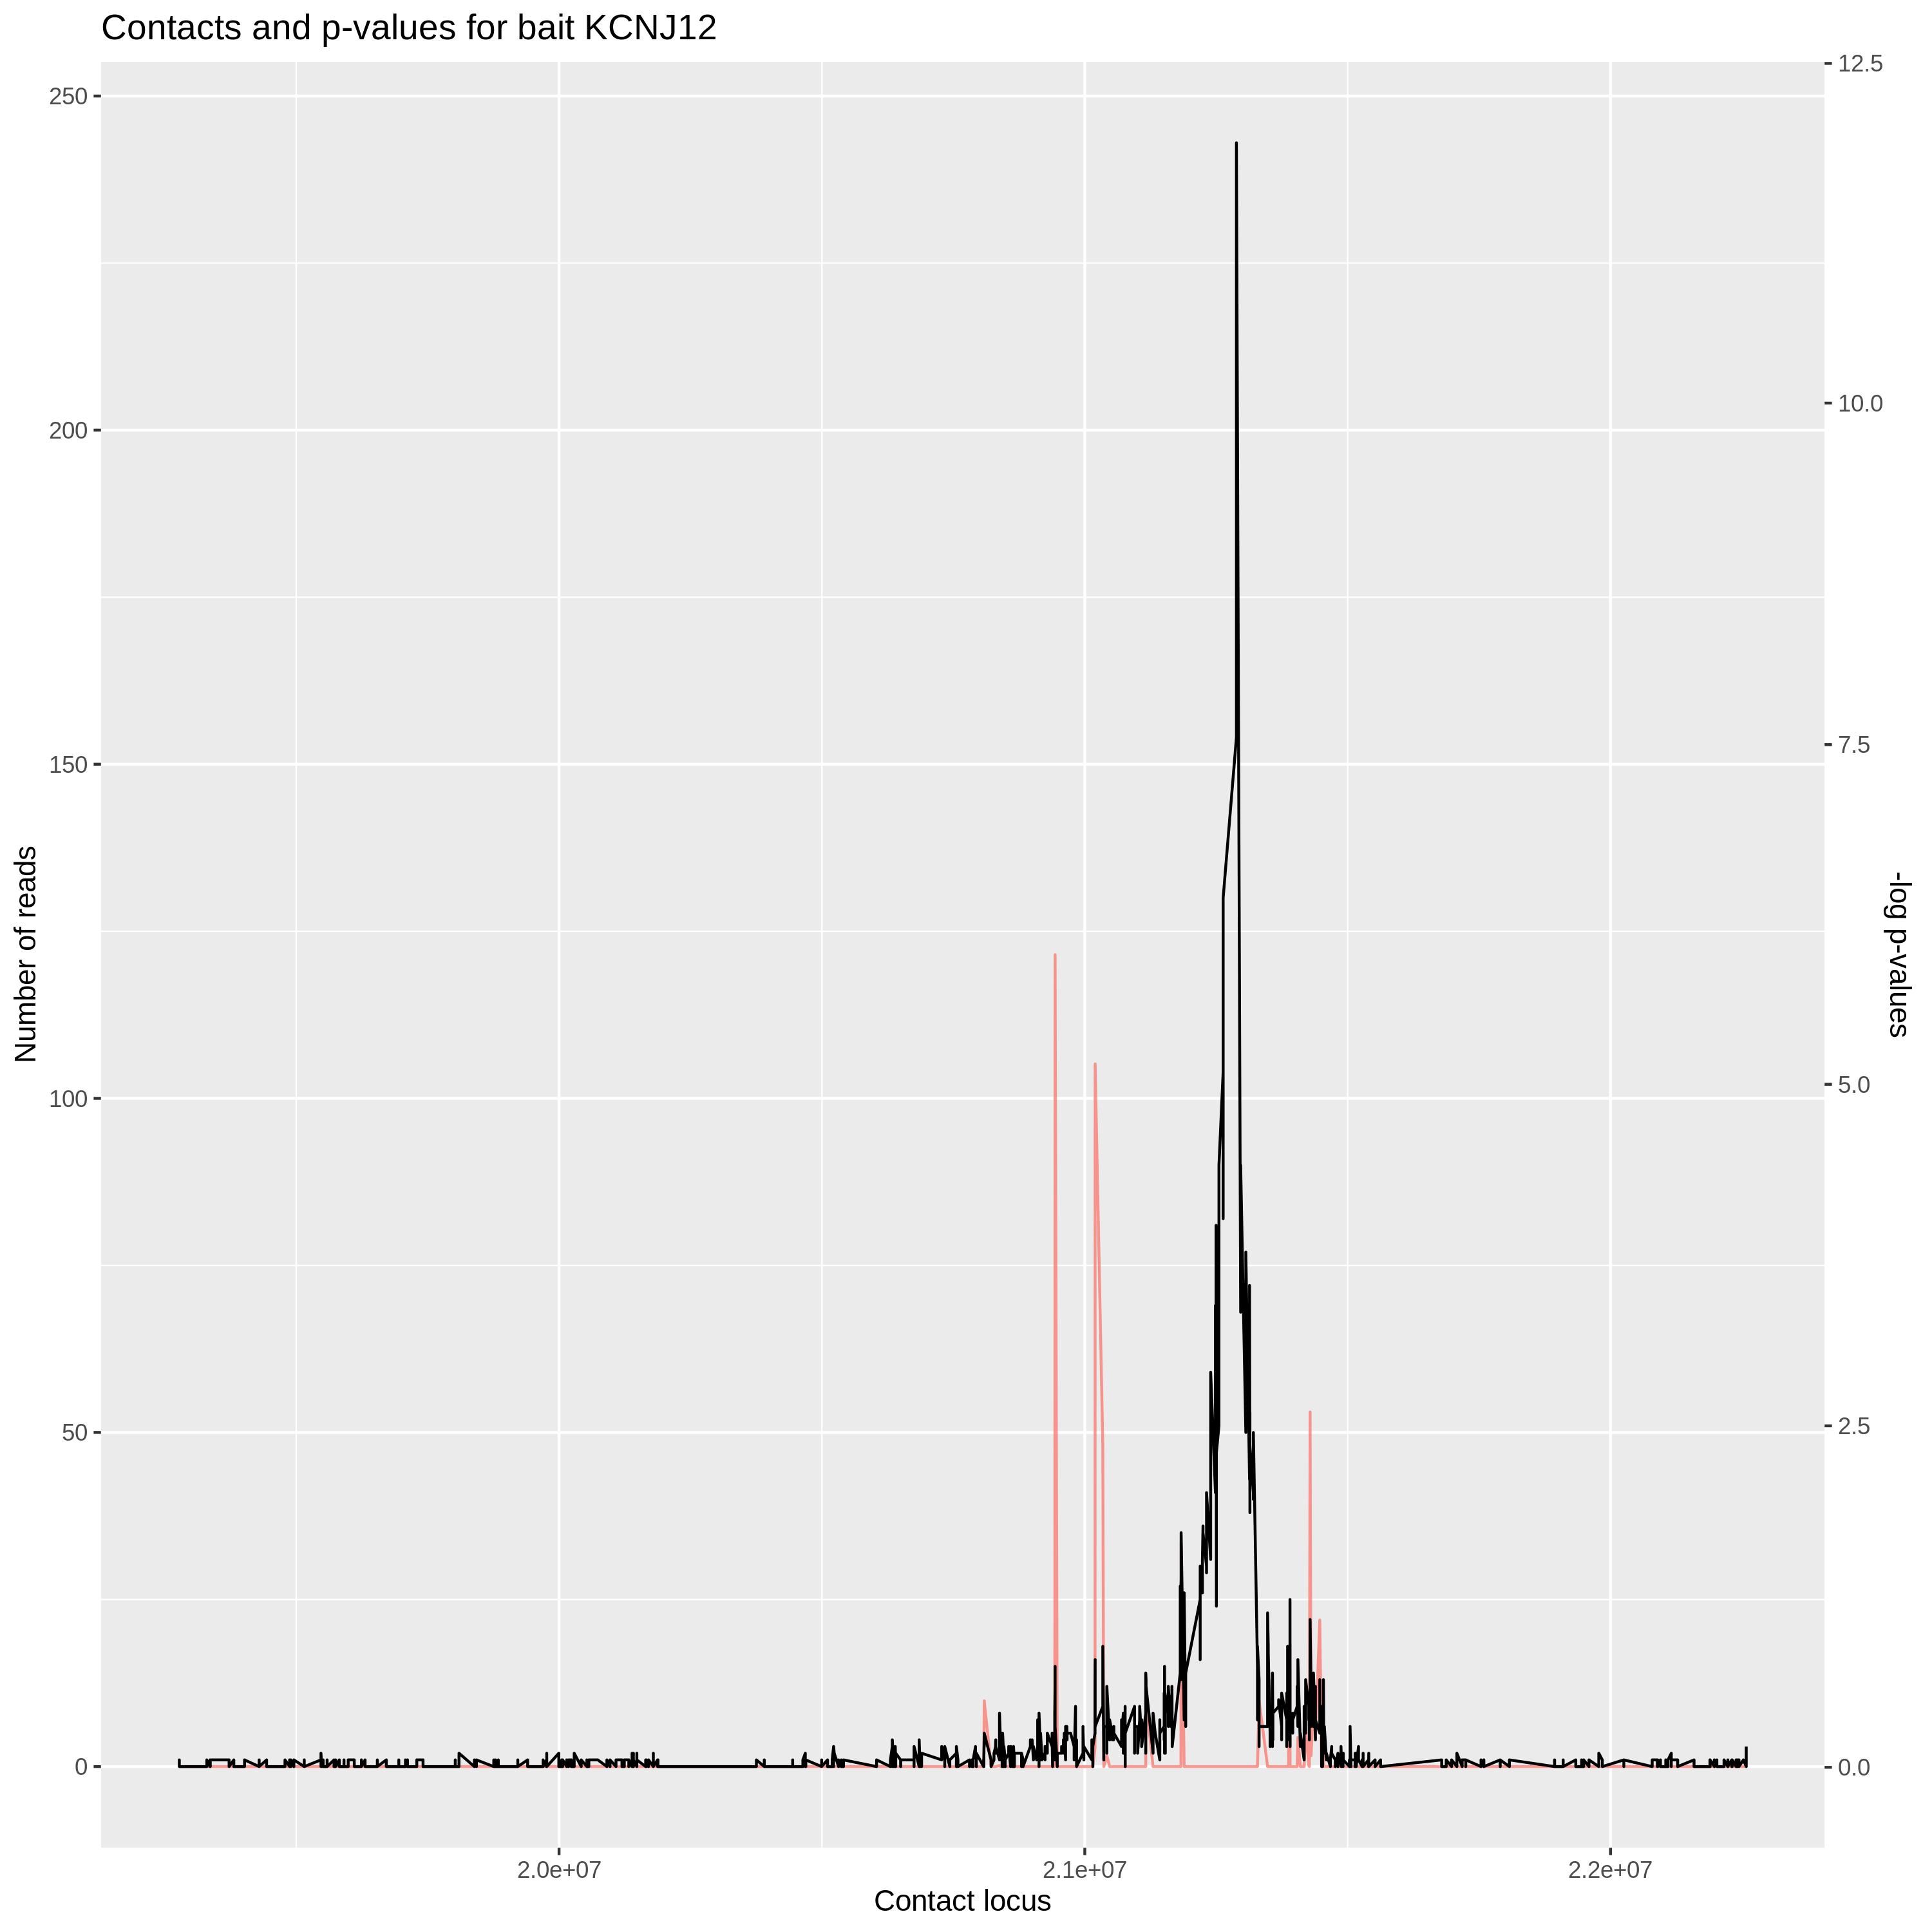 Contacts and p-values for bait KCNJ12
250
200
150
100
50
0
12.5
10.0
7.5
5.0
2.5
0.0
Number of reads
-log p-values
2.0e+07
2.1e+07
2.2e+07
Contact locus